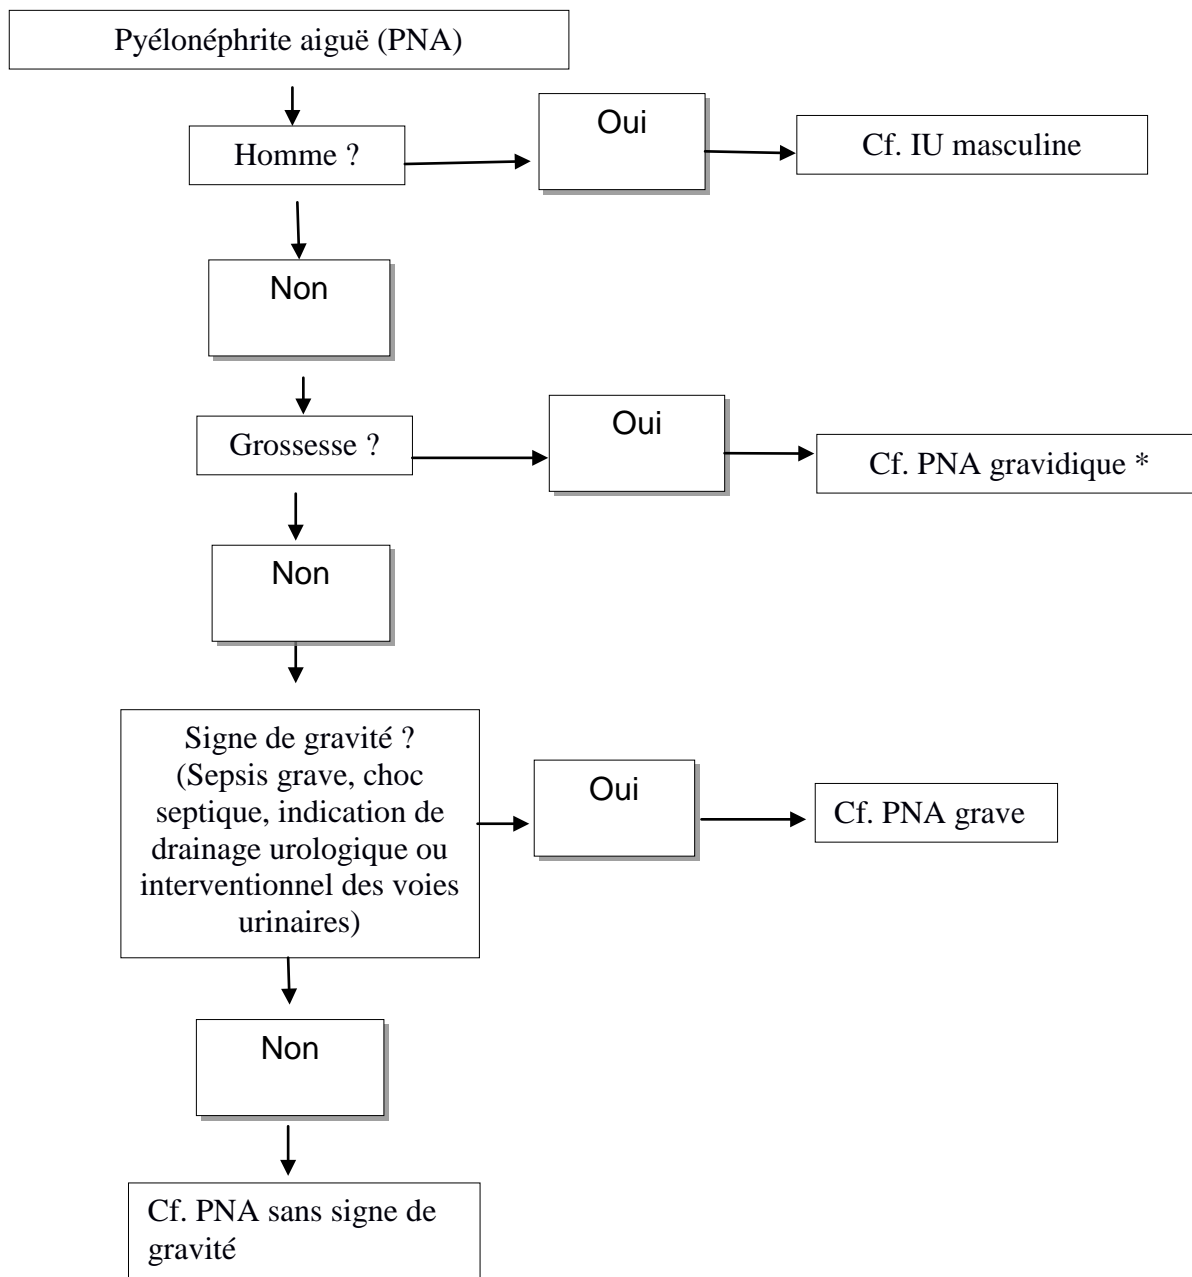 Pyélonéphrite aiguë (PNA)
Homme ?
Oui
Cf. IU masculine
Non
Grossesse ?
Oui
Cf. PNA gravidique *
Non
Signe de gravité ?
(Sepsis grave, choc
septique, indication de
drainage urologique ou
interventionnel des voies
urinaires)
Oui
Cf. PNA grave
Non
Cf. PNA sans signe de
gravité